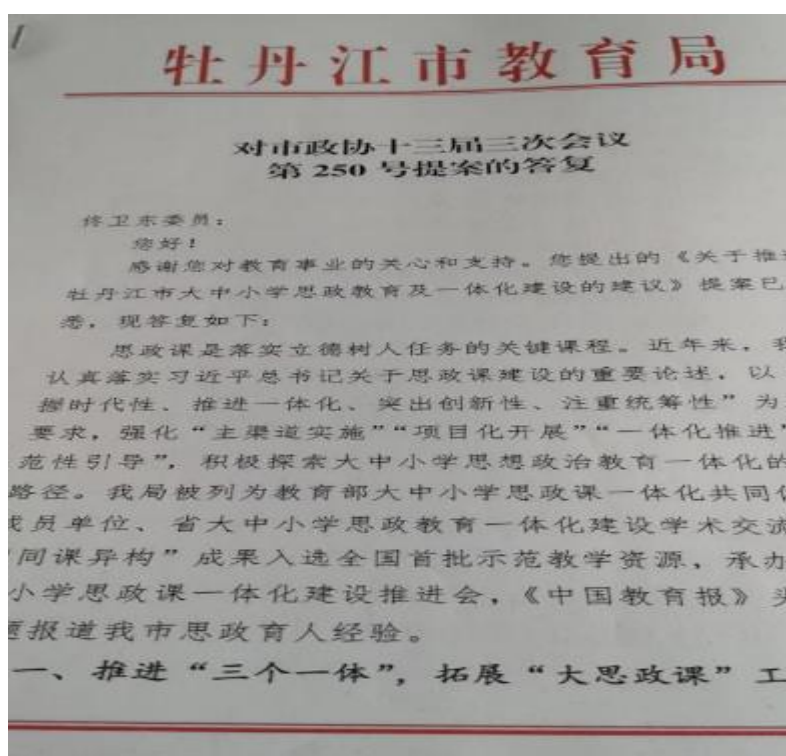 牡丹江市教育局
对市政协十三届三次会议
第 250 号提案的答复
佟卫东委员：
您好！
感谢您对教育事业的关心和支持。您提出的《关于推进
牡丹江市大中小学思政教育及一体化建设的建议》提案已
悉，现答复如下：
思政课是落实立德树人任务的关键课程。近年来，我
认真落实习近平总书记关于思政课建设的重要论述，以
握时代性、推进一体化、突出创新性、注重统筹性”为
要求，强化“主渠道实施”“项目化开展”“一体化推进”
范性引导”，积极探索大中小学思想政治教育一体化的
路径。我局被列为教育部大中小学思政课一体化共同
成员单位、省大中小学思政教育一体化建设学术交流
同课异构”成果入选全国首批示范教学资源，承办
小学思政课一体化建设推进会，《中国教育报》头
题报道我市思政育人经验。
一、推进“三个一体”，拓展“大思政课”工